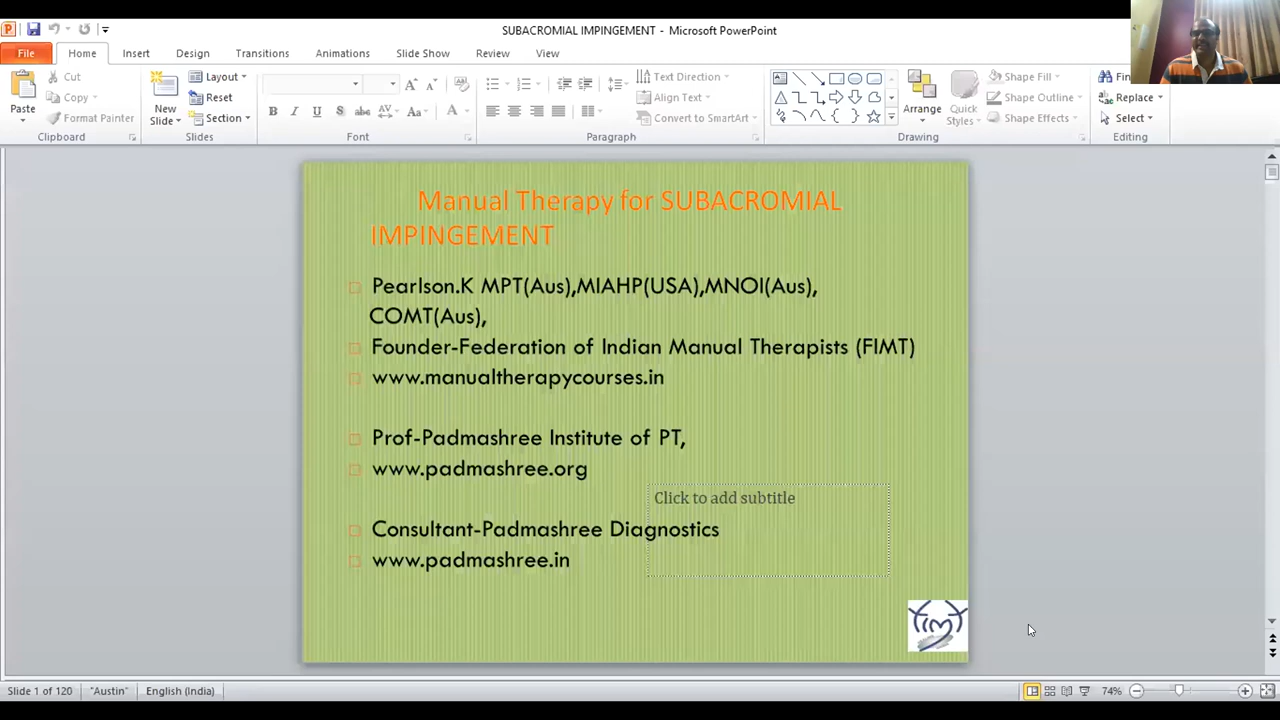 SUBACROMIAL IMPINGEMENT - Microsoft PowerPoint
File Home Insert Design Transitions Animations Slide Show Review View
Paste
Cut
Copy
Format Painter
Clipboard
New Slide
Layout
Reset
Section
Slides
Font
Text Direction
Align Text
Convert to SmartArt
Paragraph
Arrange
Quick Styles
Shape Fill
Shape Outline
Shape Effects
Drawing
Replace
Select
Editing
Manual Therapy for SUBACROMIAL
IMPINGEMENT
Pearlson.K MPT(Aus),MIAHP(USA),MNOI(Aus),
COMT(Aus),
Founder-Federation of Indian Manual Therapists (FIMT)
www.manualtherapycourses.in
Prof-Padmashree Institute of PT,
www.padmashree.org
Click to add subtitle
Consultant-Padmashree Diagnostics
www.padmashree.in
Slide 1 of 120 "Austin" English (India) 74%